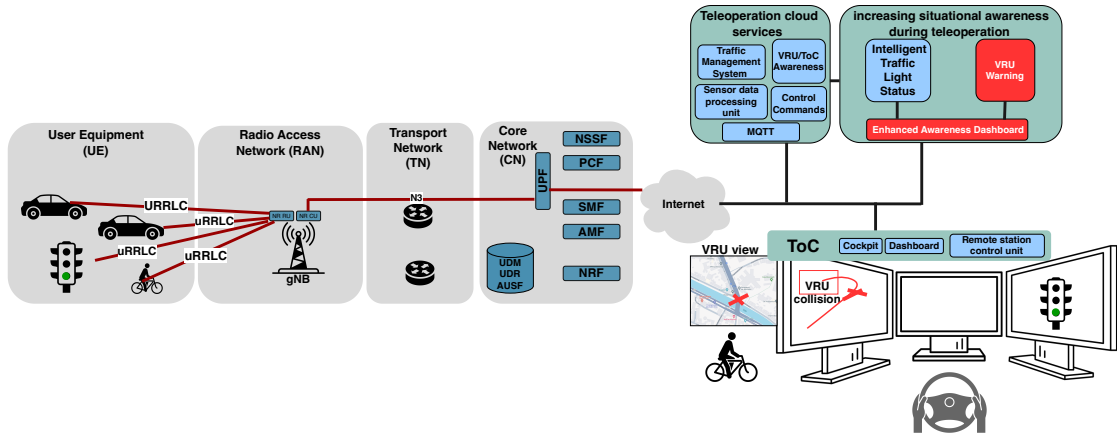 Teleoperation cloud
services
Traffic
Management
System
VRU/ToC
Awareness
Sensor data
processing
unit
Control
Commands
MQTT
increasing situational awareness
during teleoperation
Intelligent
Traffic
Light
Status
VRU
Warning
Enhanced Awareness Dashboard
User Equipment
(UE)
URRLC
uRRLC
uRRLC
uRRLC
Radio Access
Network (RAN)
NR RU
NR CU
gNB
Transport
Network
(TN)
N3
Core
Network
(CN)
UPF
NSSF
PCF
SMF
AMF
NRF
UDM
UDR
AUSF
Internet
ToC
Cockpit
Dashboard
Remote station
control unit
VRU view
VRU
collision